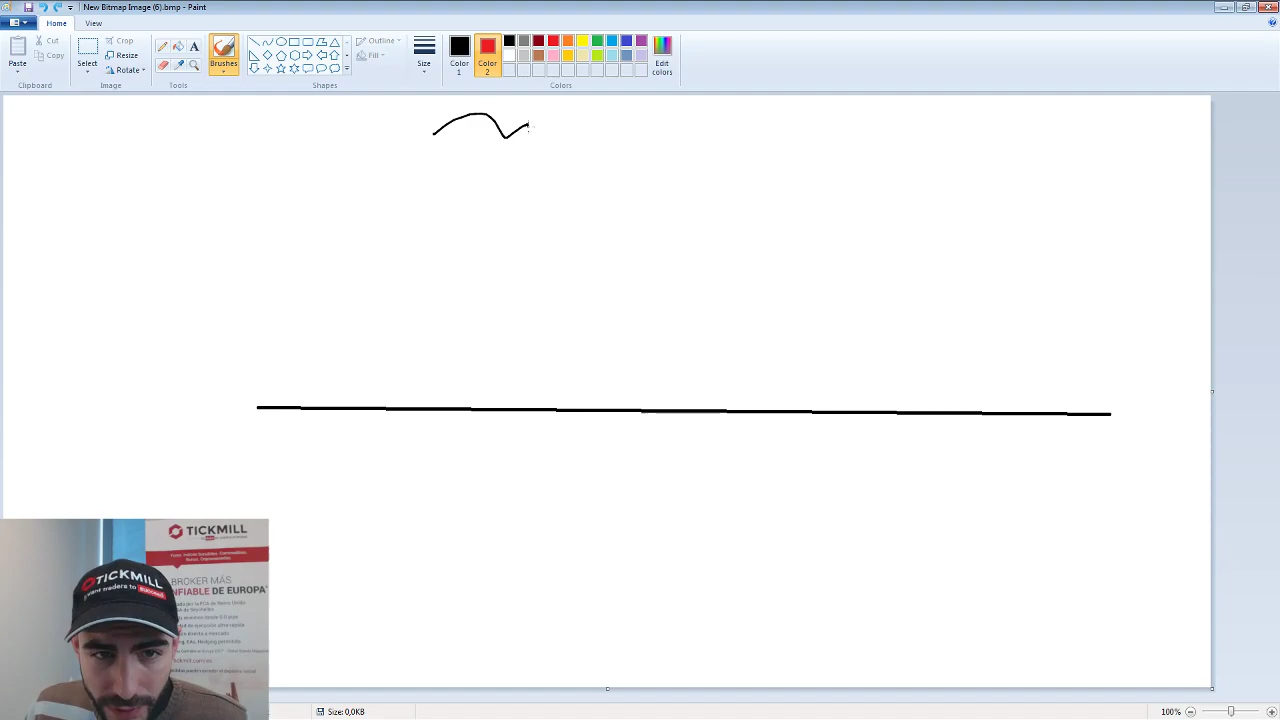 New Bitmap Image (6).bmp - Paint
Home View
Paste
Cut
Copy
Clipboard
Select
Crop
Resize
Rotate
Image
A
Tools
Brushes
Outline
Fill
Shapes
Size
Color 1
Color 2
Edit colors
Colors
TICKMILL
BROKER MÁS
NFIABLE DE EUROPA
TICKMILL
succeed
Size: 0,0KB
100%